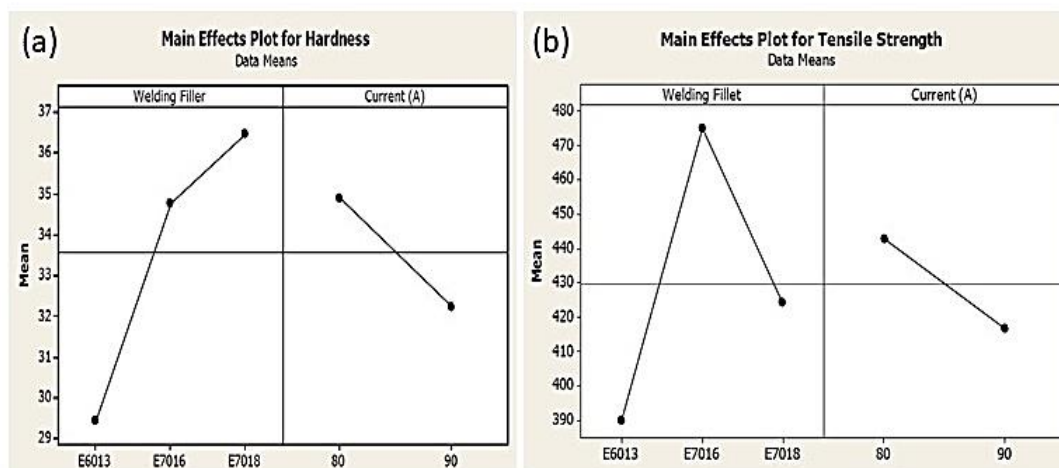 (a)
Main Effects Plot for Hardness
Data Means
Welding Filler Current (A)
37
36
35
34
33
32
31
30
29
Mean
E6013 E7016 E7018 80 90
(b)
Main Effects Plot for Tensile Strength
Data Means
Welding Fillet Current (A)
480
470
460
450
440
430
420
410
400
390
Mean
E6013 E7016 E7018 80 90